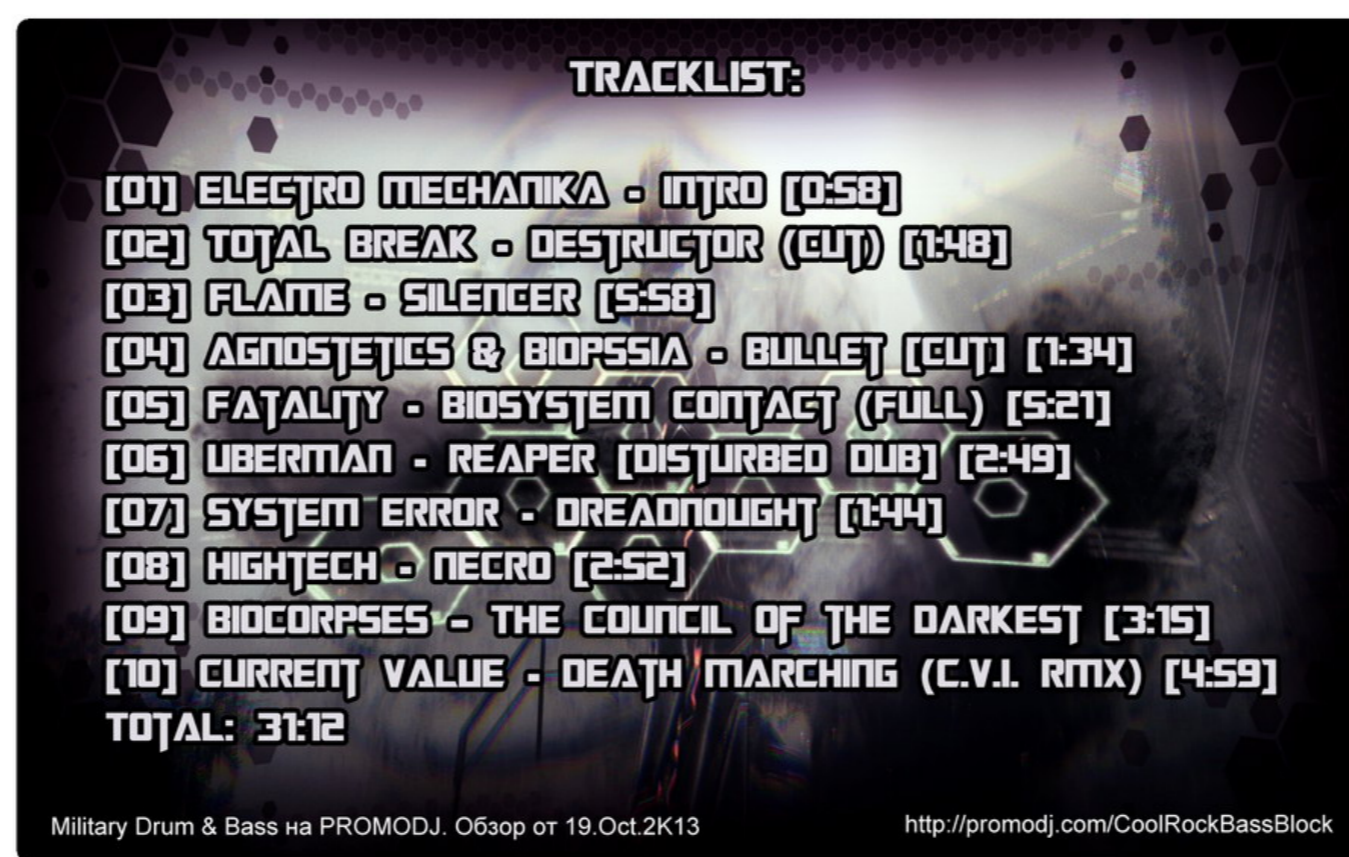 TRACKLIST:
[01] ELECTRO MECHANIKA - INTRO [0:58]
[02] TOTAL BREAK - DESTRUCTOR (CUT) [1:48]
[03] FLAME - SILENCER [5:58]
[04] AGNOSTETICS & BIOPSSIA - BULLET [CUT] [1:34]
[05] FATALITY - BIOSYSTEM CONTACT (FULL) [5:21]
[06] UBERMAN - REAPER [DISTURBED DUB] [2:49]
[07] SYSTEM ERROR - DREADNOUGHT [1:44]
[08] HIGHTECH - NECRO [2:52]
[09] BIOCORPSES - THE COUNCIL OF THE DARKEST [3:15]
[10] CURRENT VALUE - DEATH MARCHING (C.V.I. RMX) [4:59]
TOTAL: 31:12
Military Drum & Bass на PROMODJ. Обзор от 19.Oct.2K13
http://promodj.com/CoolRockBassBlock